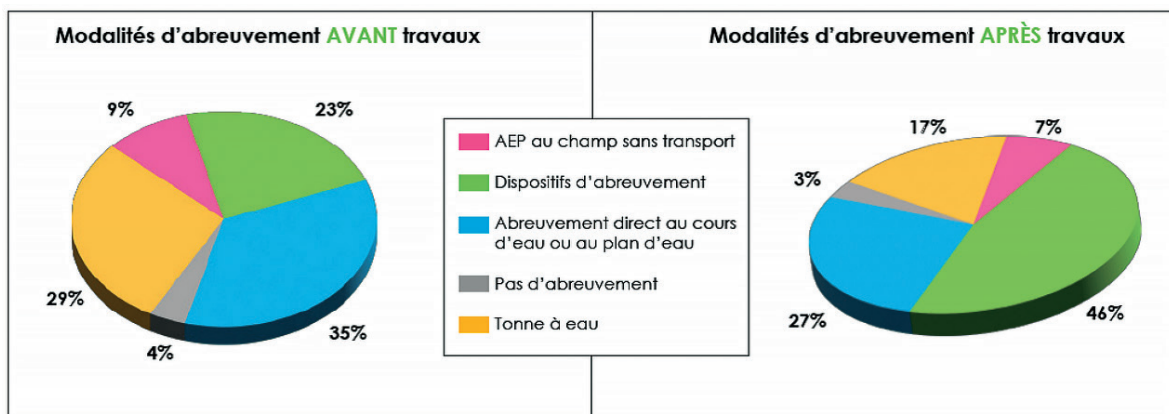 Modalités d'abreuvement AVANT travaux
9%
23%
29%
4%
35%
AEP au champ sans transport
Dispositifs d'abreuvement
Abreuvement direct au cours
d'eau ou au plan d'eau
Pas d'abreuvement
Tonne à eau
Modalités d'abreuvement APRÈS travaux
17%
7%
3%
27%
46%